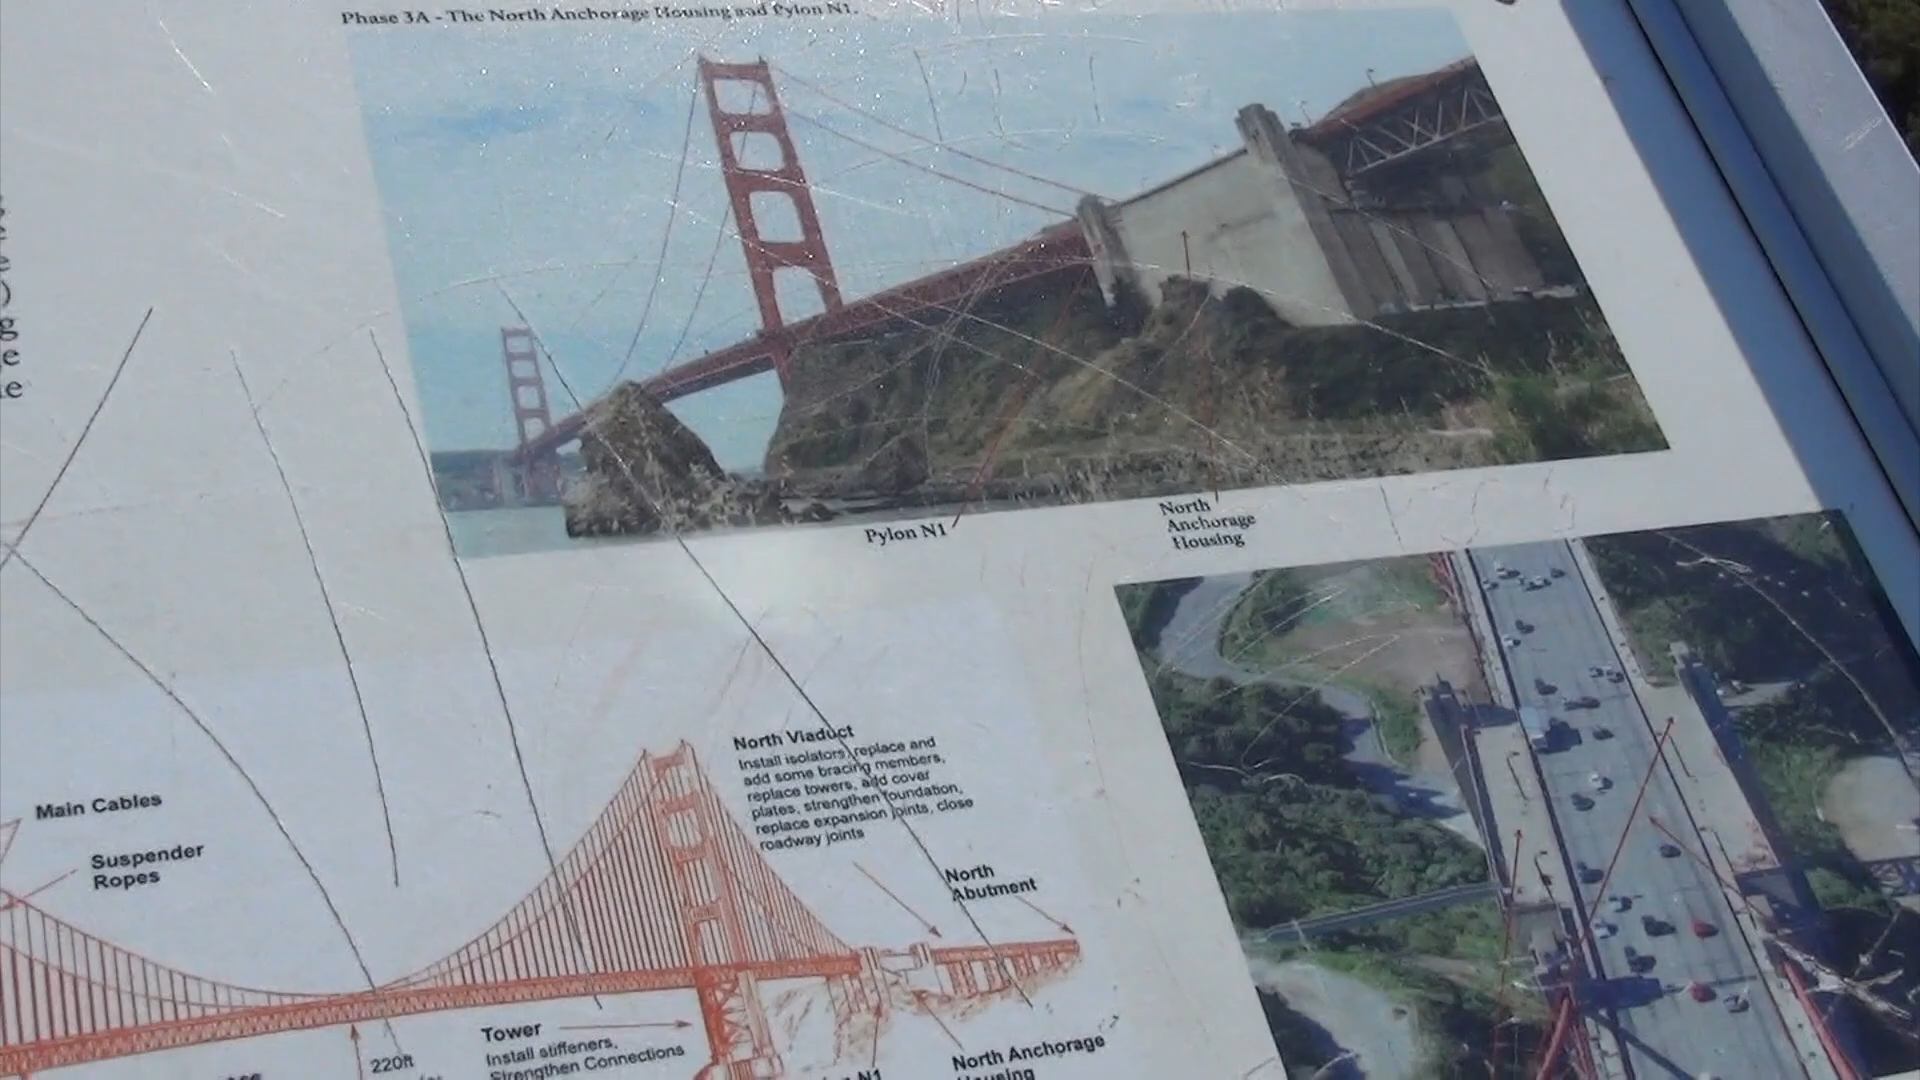 Phase 3A - The North Anchorage Housing and Pylon N1.
e
Pylon N1
North
Anchorage
Housing
North Viaduct
Install isolators, replace and
add some bracing members,
replace towers, add cover
plates, strengthen foundation,
replace expansion joints, close
roadway joints
Main Cables
Suspender
Ropes
North
Abutment
Tower
Install stiffeners,
Strengthen Connections
220ft
North Anchorage
Housing
N1